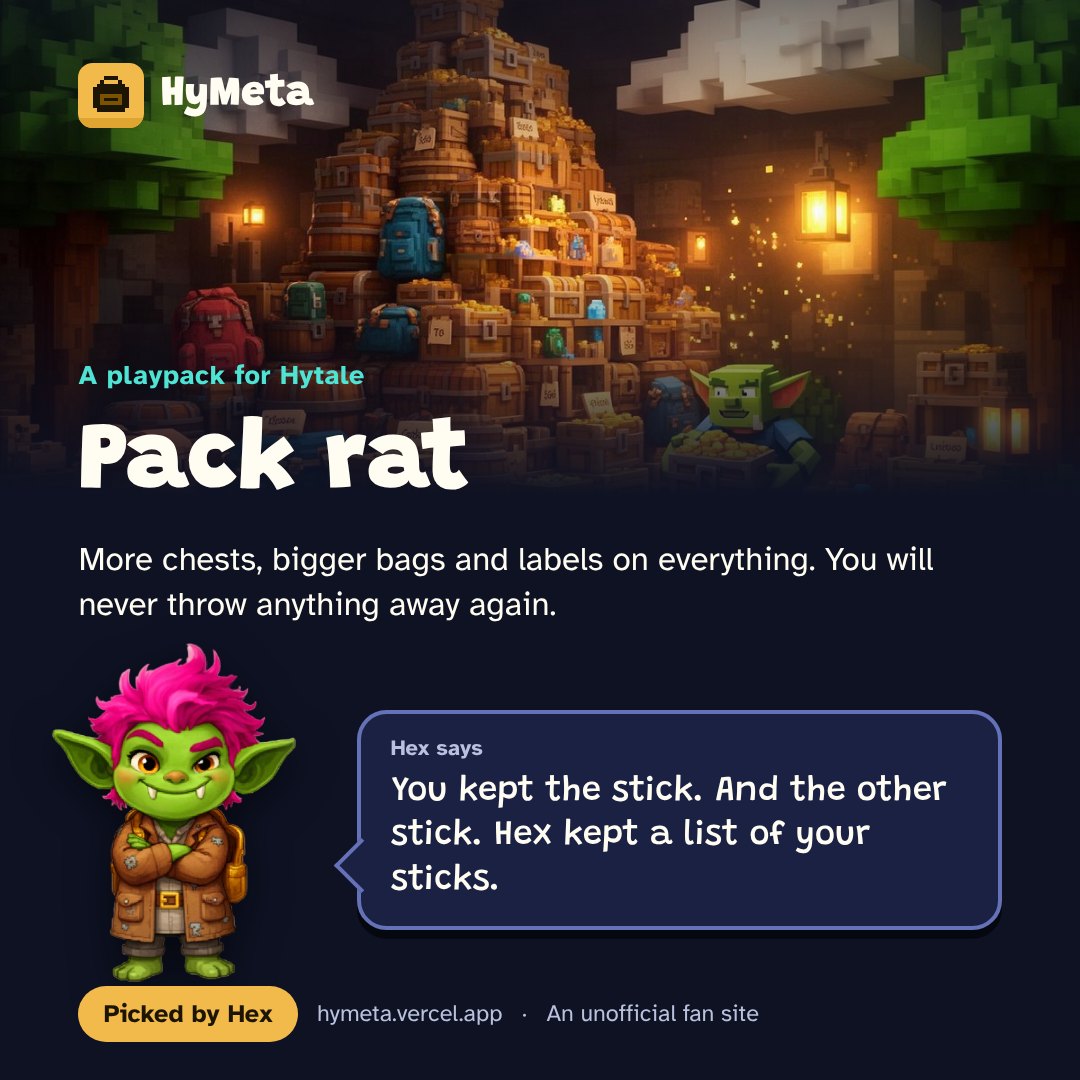 HyMeta
A playpack for Hytale
Pack rat
More chests, bigger bags and labels on everything. You will
never throw anything away again.
Hex says
You kept the stick. And the other
stick. Hex kept a list of your
sticks.
Picked by Hex
hymeta.vercel.app · An unofficial fan site